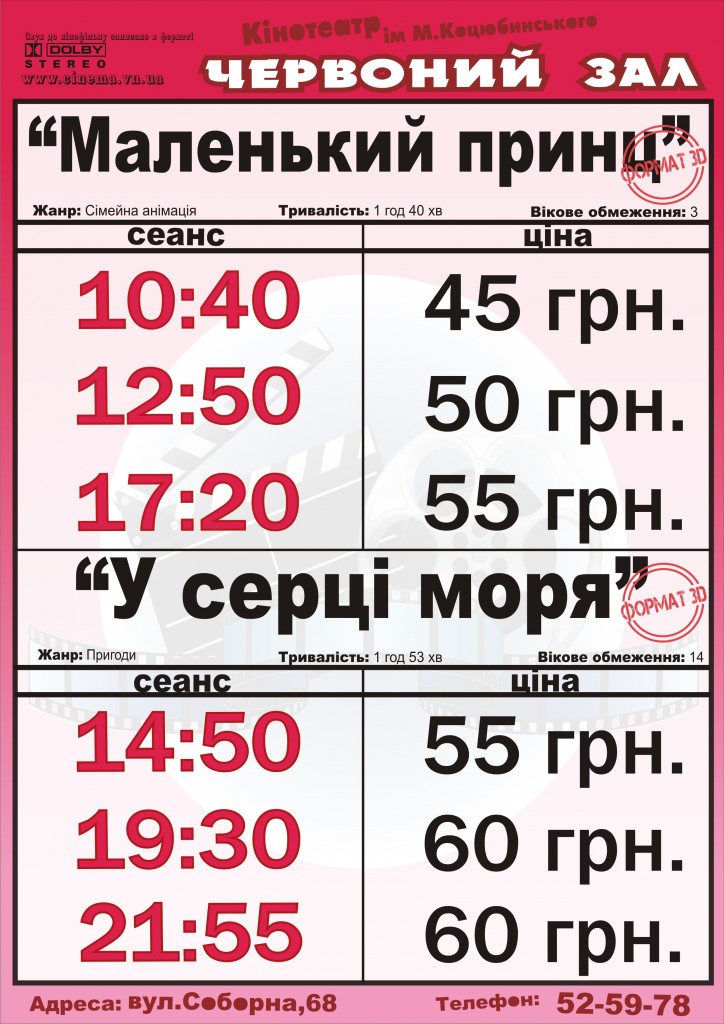 Звук до кінофільму записано в форматі
DOLBY
STEREO
www.cinema.vn.ua
Кінотеатр ім М.Коцюбинського
ЧЕРВОНИЙ ЗАЛ
“Маленький принц”
ФОРМАТ 3D
Жанр: Сімейна анімація Тривалість: 1 год 40 хв Вікове обмеження: 3
сеанс ціна
10:40 45 грн.
12:50 50 грн.
17:20 55 грн.
“У серці моря”
ФОРМАТ 3D
Жанр: Пригоди Тривалість: 1 год 53 хв Вікове обмеження: 14
сеанс ціна
14:50 55 грн.
19:30 60 грн.
21:55 60 грн.
Адреса: вул.Соборна,68 Телефон: 52-59-78